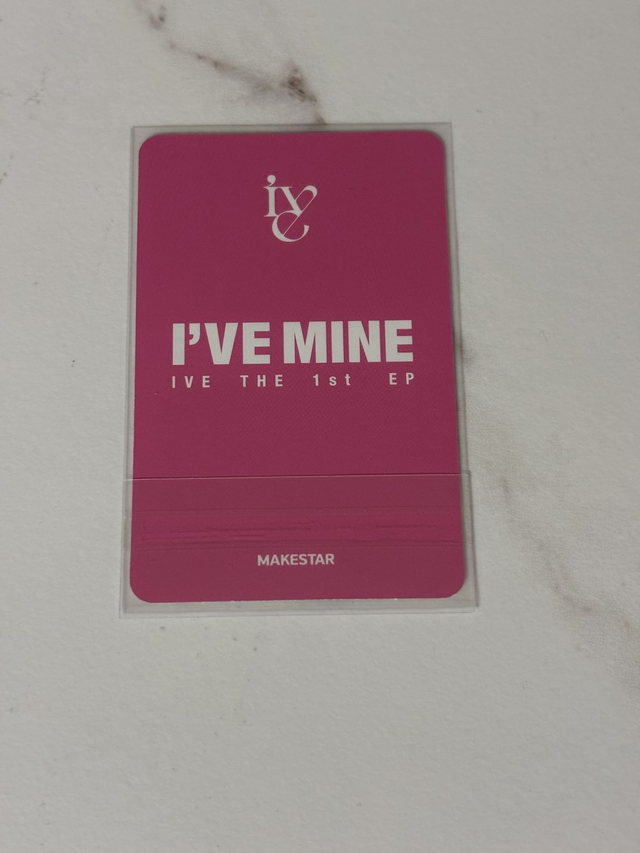 ive
I'VE MINE
IVE THE 1st EP
MAKESTAR